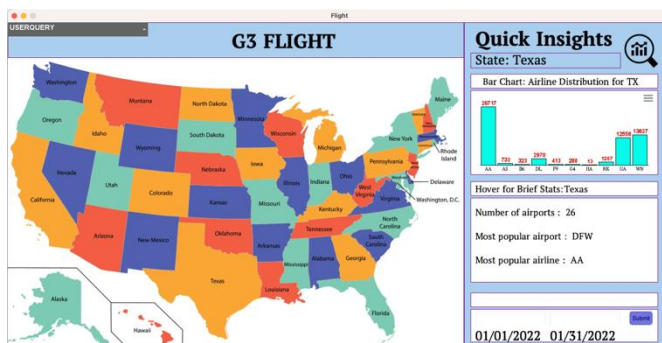 Flight
USERQUERY
G3 FLIGHT
Quick Insights
State: Texas
Bar Chart: Airline Distribution for TX
26717
733
323
2970
413
288
13
1257
12556
13827
AA
AS
B6
DL
F9
G4
HA
NK
UA
WN
Hover for Brief Stats:Texas
Number of airports : 26
Most popular airport : DFW
Most popular airline : AA
Submit
01/01/2022 01/31/2022
Washington
Montana
North Dakota
Minnesota
Maine
Oregon
Idaho
Wyoming
South Dakota
Wisconsin
Michigan
New York
Rhode
Island
Nevada
Utah
Colorado
Nebraska
Iowa
Illinois
Indiana
Ohio
Pennsylvania
Delaware
California
Kansas
Missouri
Kentucky
West
Virginia
Virginia
Washington, D.C.
Arizona
New Mexico
Oklahoma
Arkansas
Tennessee
North
Carolina
South
Carolina
Texas
Louisiana
Mississippi
Alabama
Georgia
Florida
Alaska
Hawaii